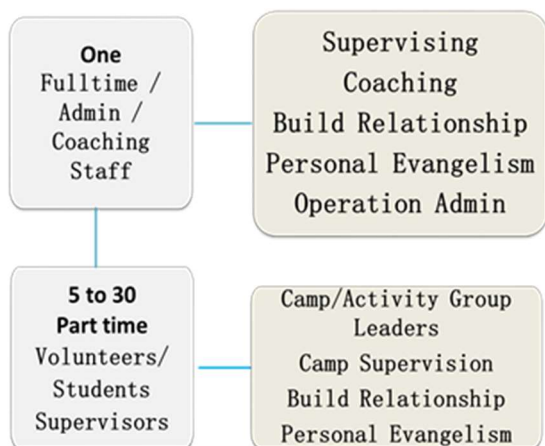 One
Fulltime /
Admin /
Coaching
Staff
Supervising
Coaching
Build Relationship
Personal Evangelism
Operation Admin
5 to 30
Part time
Volunteers/
Students
Supervisors
Camp/Activity Group
Leaders
Camp Supervision
Build Relationship
Personal Evangelism